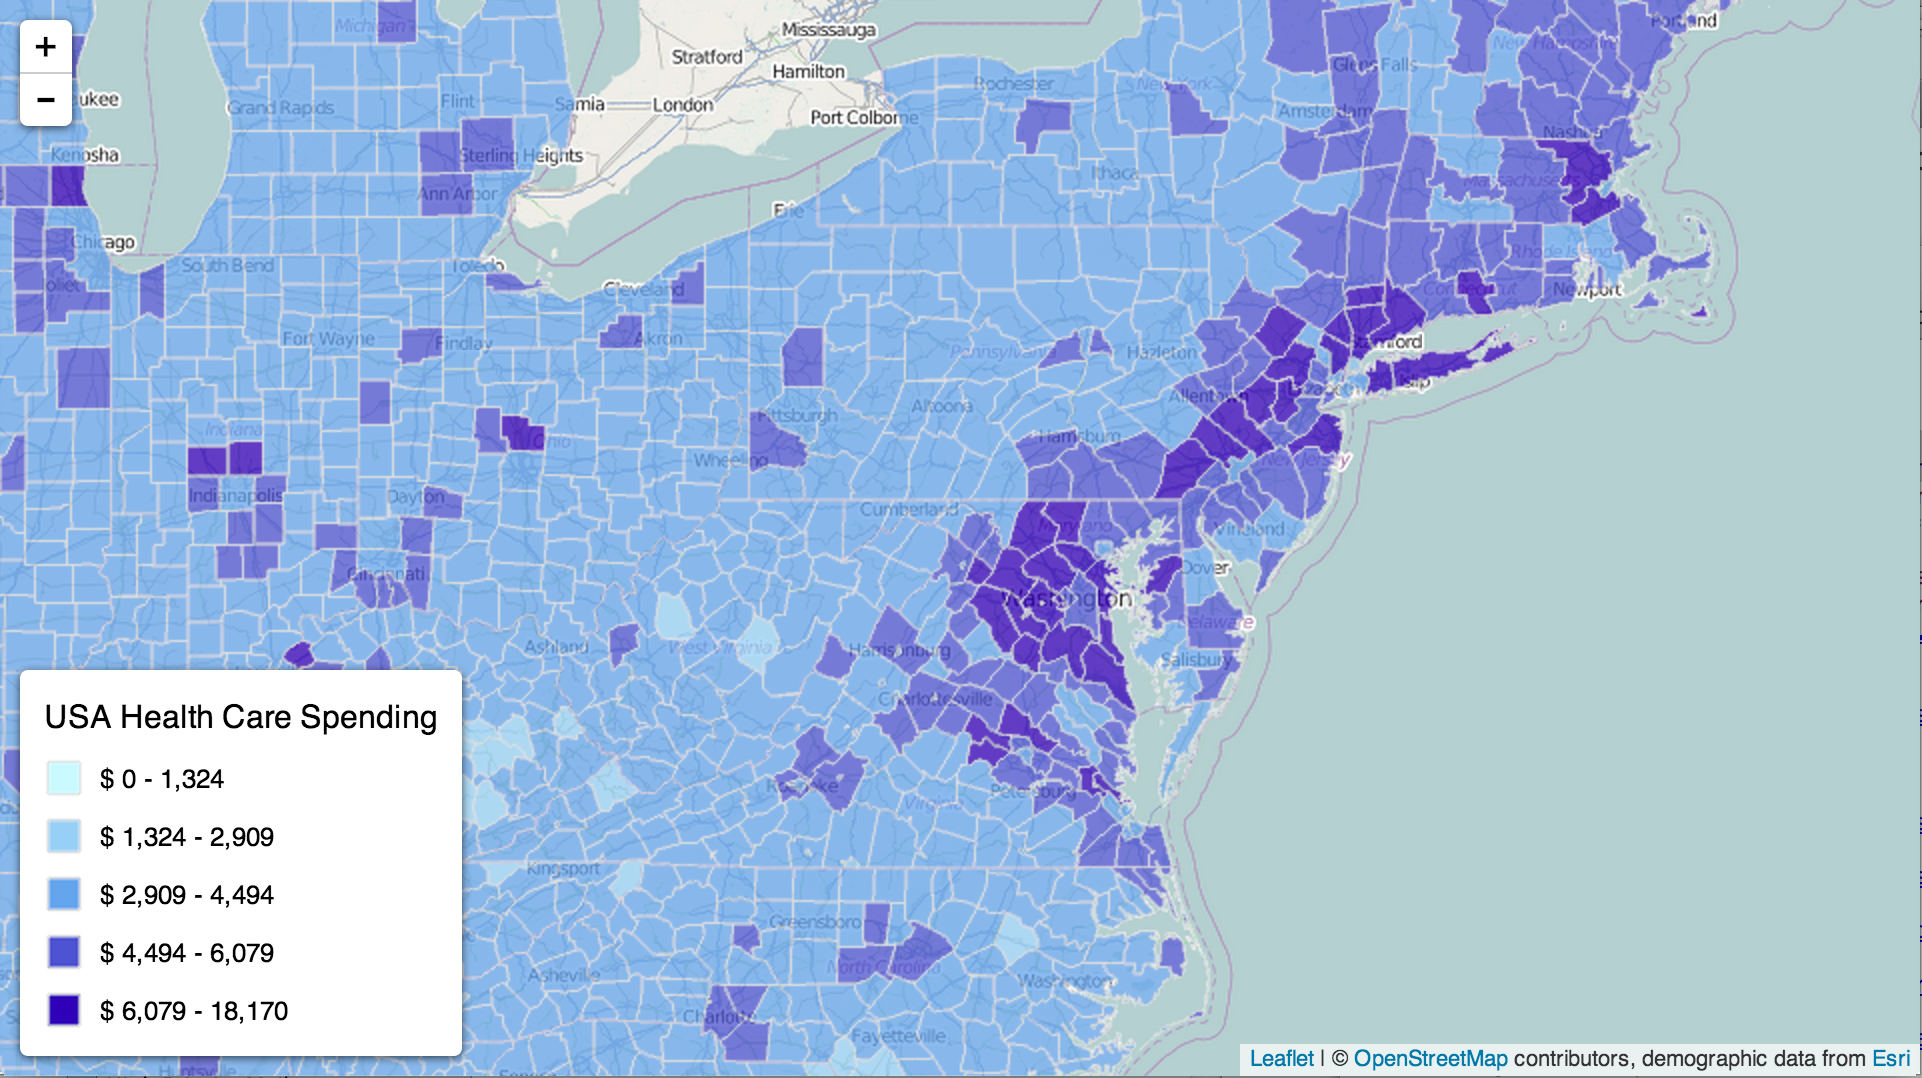 +
−
ukee
Kenosha
Chicago
oliet
Michigan
Grand Rapids
Flint
Sterling Heights
Ann Arbor
South Bend
Toledo
Stratford
Mississauga
Hamilton
Sarnia
London
Port Colborne
Rochester
New York
Ithaca
Erie
Amsterdam
Glens Falls
New Hampshire
Portland
Nashua
Massachusetts
Rhode Island
Connecticut
Newport
Stamford
Islip
Cleveland
Akron
Fort Wayne
Findlay
Pennsylvania
Hazleton
Allentown
Altoona
Pittsburgh
Harrisburg
Wheeling
New Jersey
Indiana
Ohio
Indianapolis
Dayton
Cumberland
Maryland
Vineland
Cincinnati
Dover
Washington
Delaware
Ashland
West Virginia
Harrisonburg
Salisbury
Charlottesville
Roanoke
Petersburg
Virginia
Kingsport
Greensboro
North Carolina
Asheville
Washington
Charlotte
Fayetteville
Huntsville
USA Health Care Spending
$ 0 - 1,324
$ 1,324 - 2,909
$ 2,909 - 4,494
$ 4,494 - 6,079
$ 6,079 - 18,170
Leaflet | © OpenStreetMap contributors, demographic data from Esri